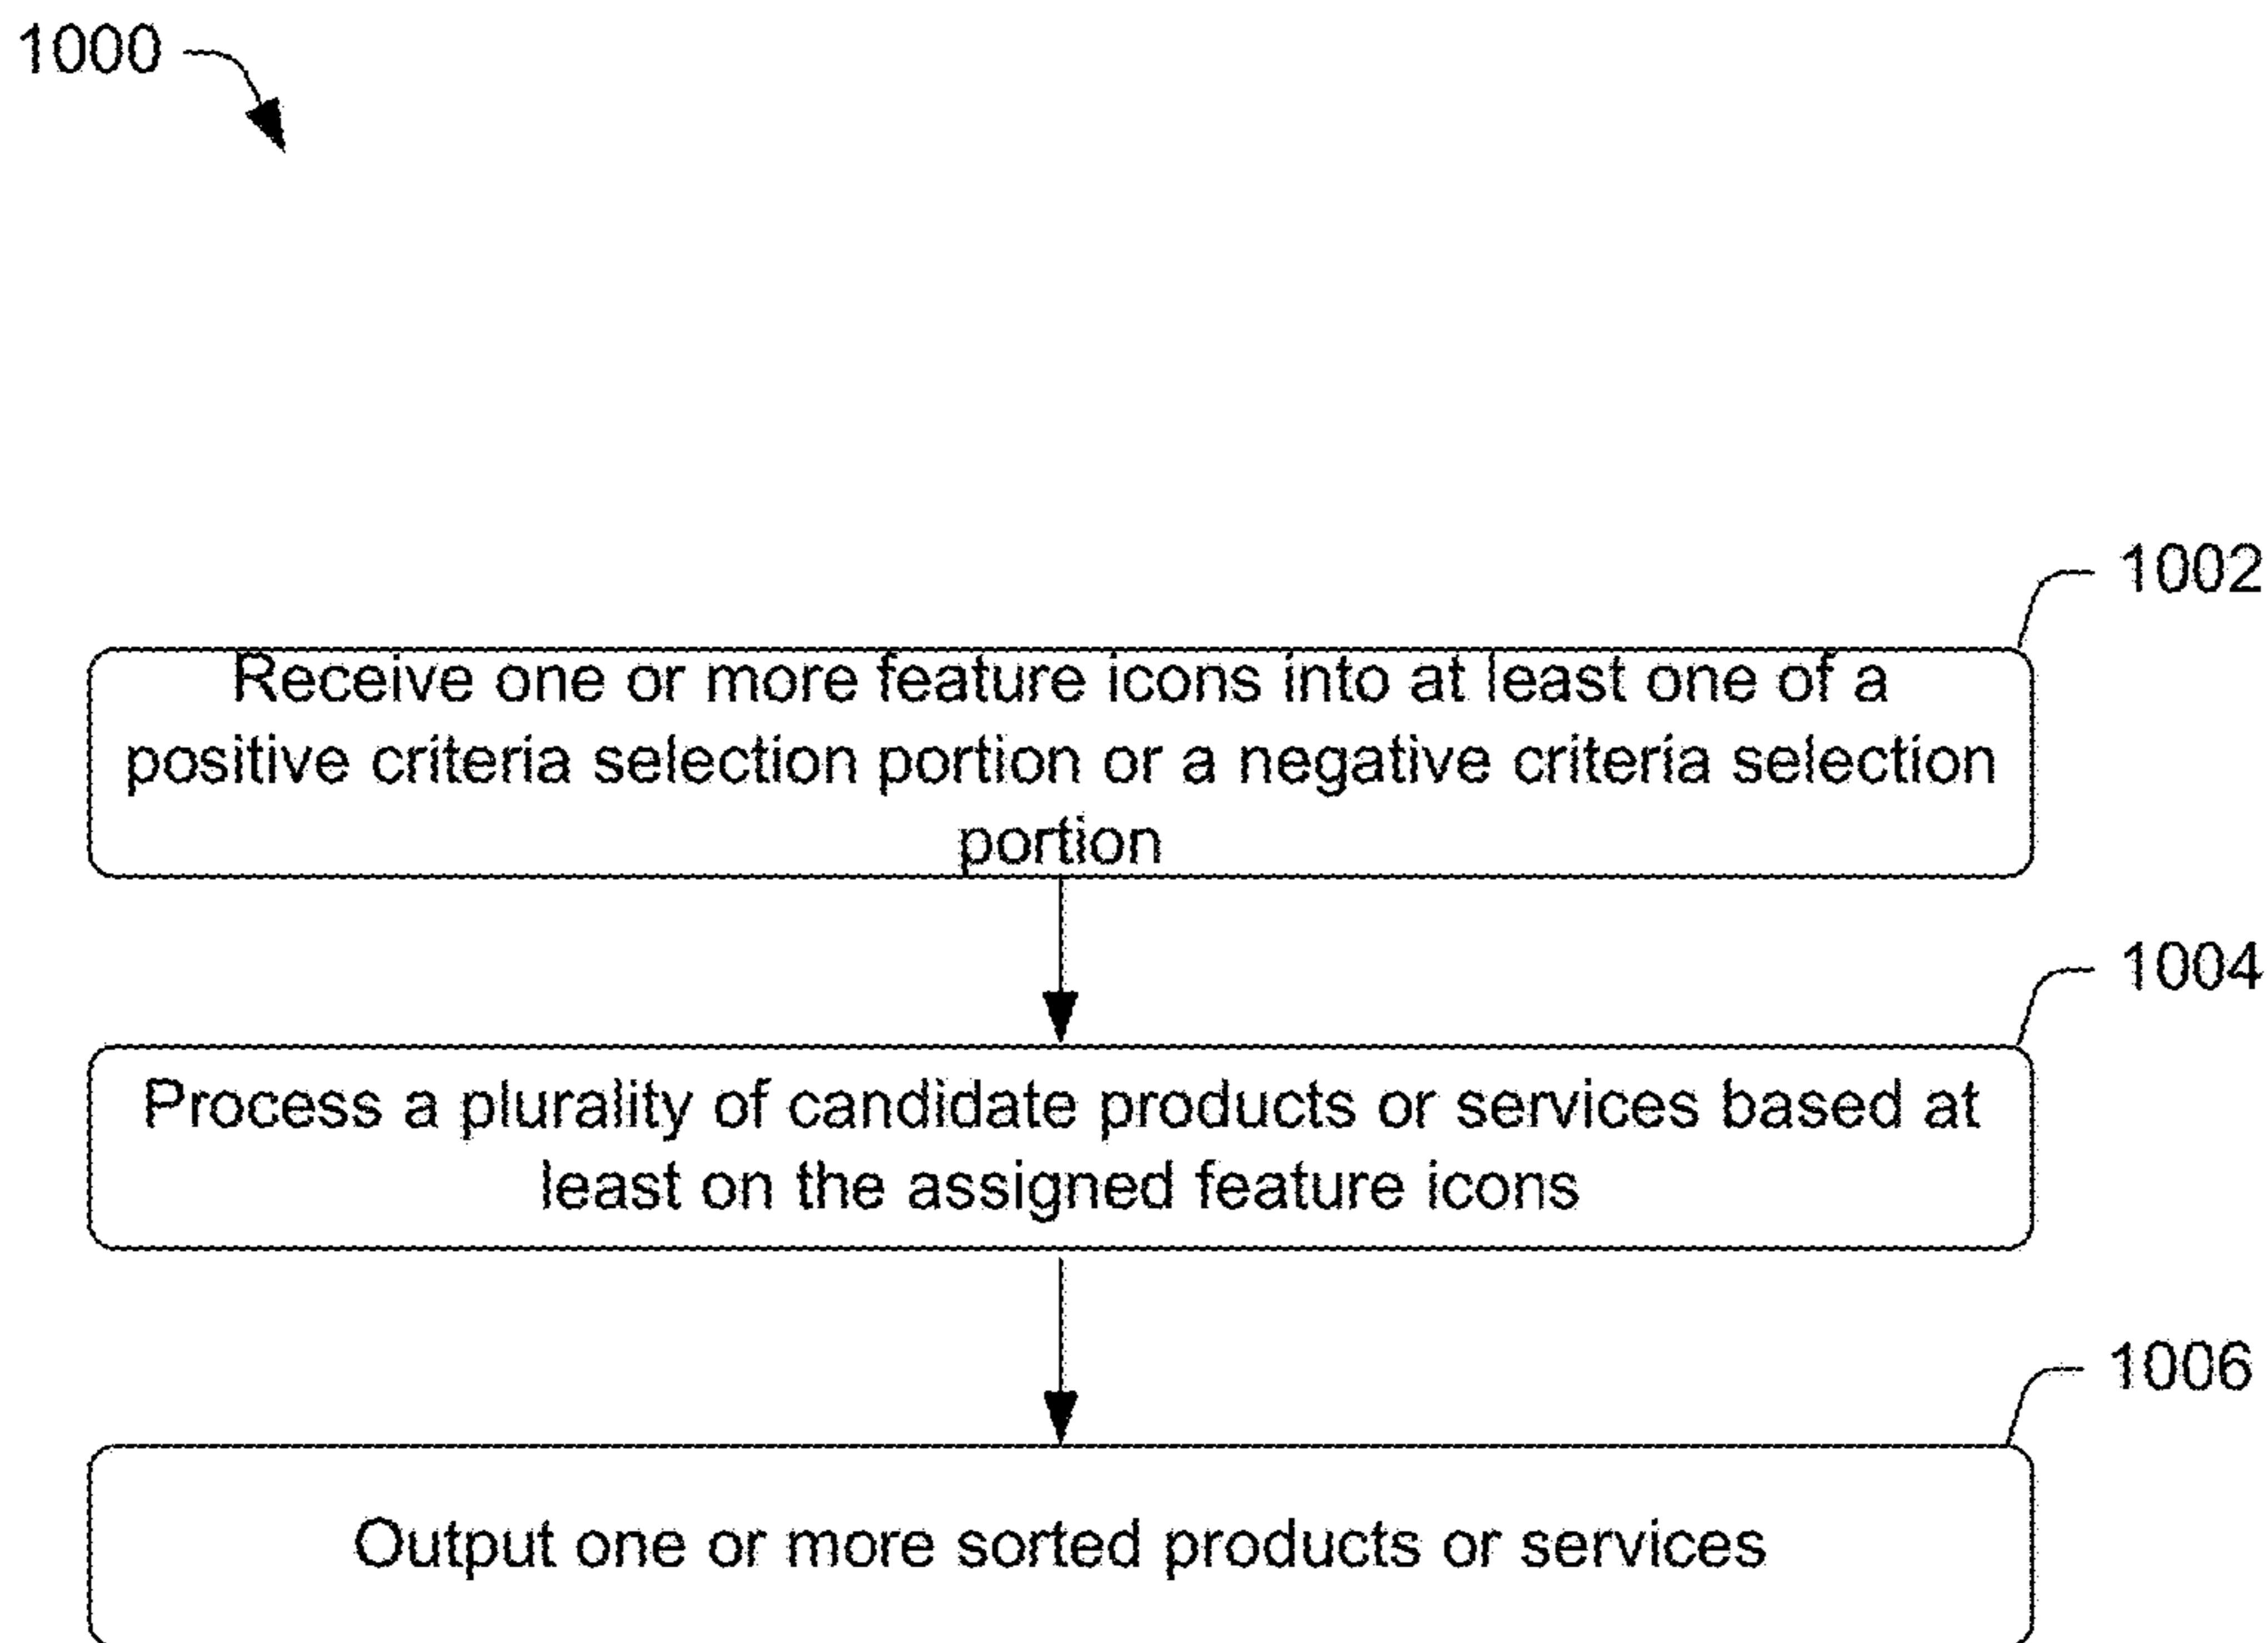 1000
1002
Receive one or more feature icons into at least one of a
positive criteria selection portion or a negative criteria selection
portion
1004
Process a plurality of candidate products or services based at
least on the assigned feature icons
1006
Output one or more sorted products or services